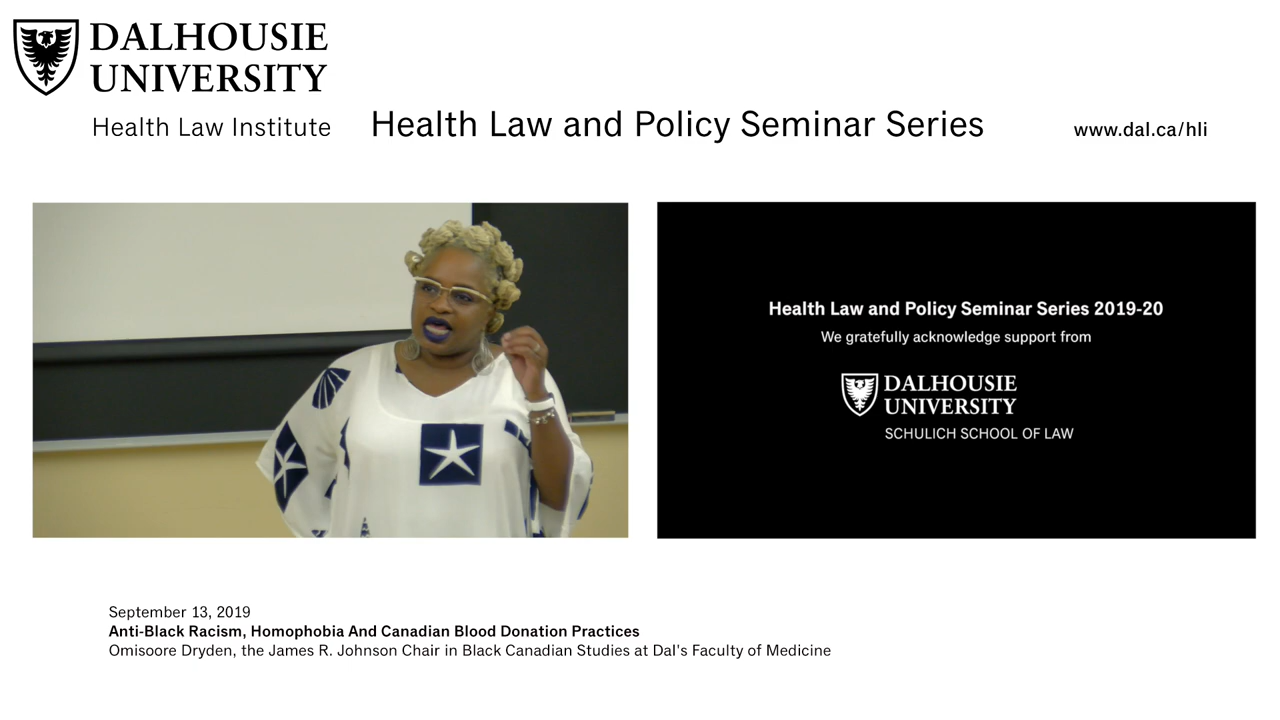 DALHOUSIE
UNIVERSITY
Health Law Institute
Health Law and Policy Seminar Series
www.dal.ca/hli
Health Law and Policy Seminar Series 2019-20
We gratefully acknowledge support from
DALHOUSIE
UNIVERSITY
SCHULICH SCHOOL OF LAW
September 13, 2019
Anti-Black Racism, Homophobia And Canadian Blood Donation Practices
Omisoore Dryden, the James R. Johnson Chair in Black Canadian Studies at Dal's Faculty of Medicine